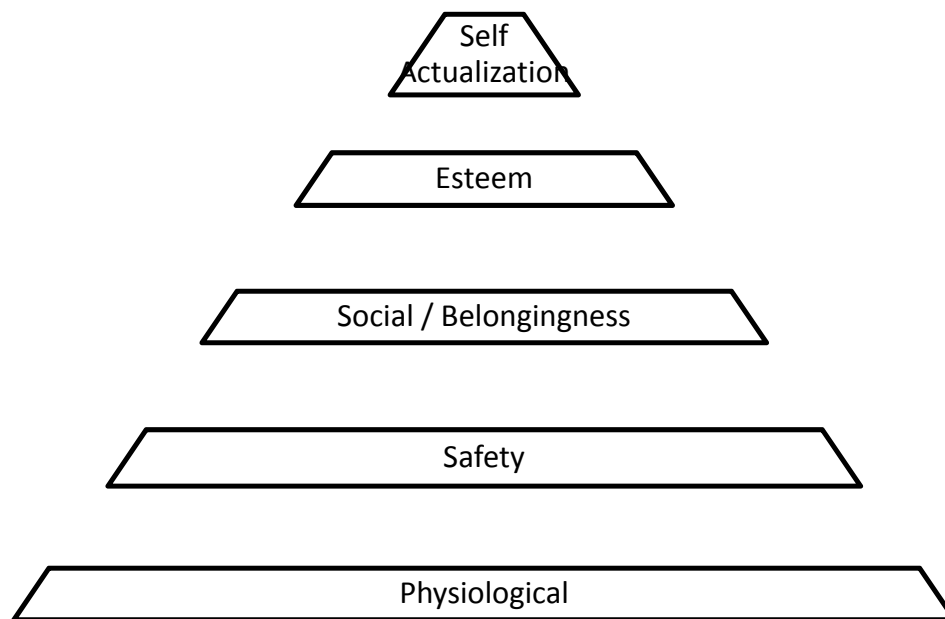 Self
Actualization
Esteem
Social / Belongingness
Safety
Physiological